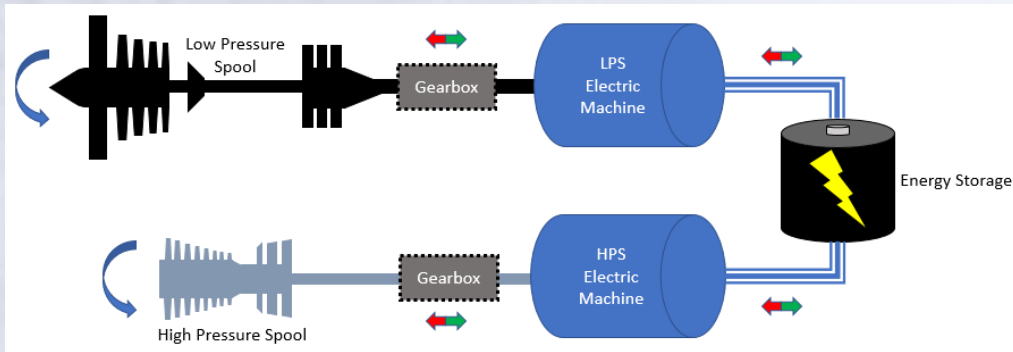 Low Pressure
Spool
Gearbox
LPS
Electric
Machine
Energy Storage
Gearbox
HPS
Electric
Machine
High Pressure Spool